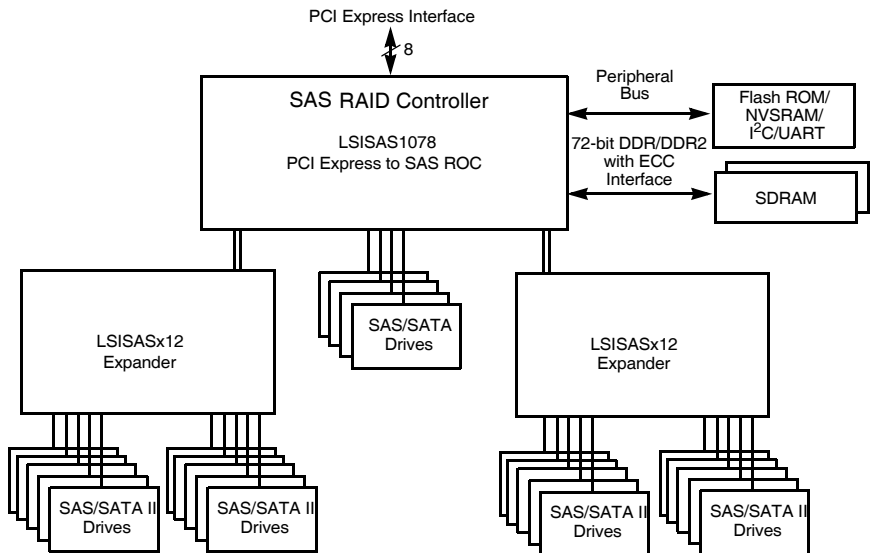 PCI Express Interface
8
SAS RAID Controller
LSISAS1078
PCI Express to SAS ROC
Peripheral
Bus
Flash ROM/
NVSRAM/
I²C/UART
72-bit DDR/DDR2
with ECC
Interface
SDRAM
LSISASx12
Expander
SAS/SATA
Drives
LSISASx12
Expander
SAS/SATA II
Drives
SAS/SATA II
Drives
SAS/SATA II
Drives
SAS/SATA II
Drives